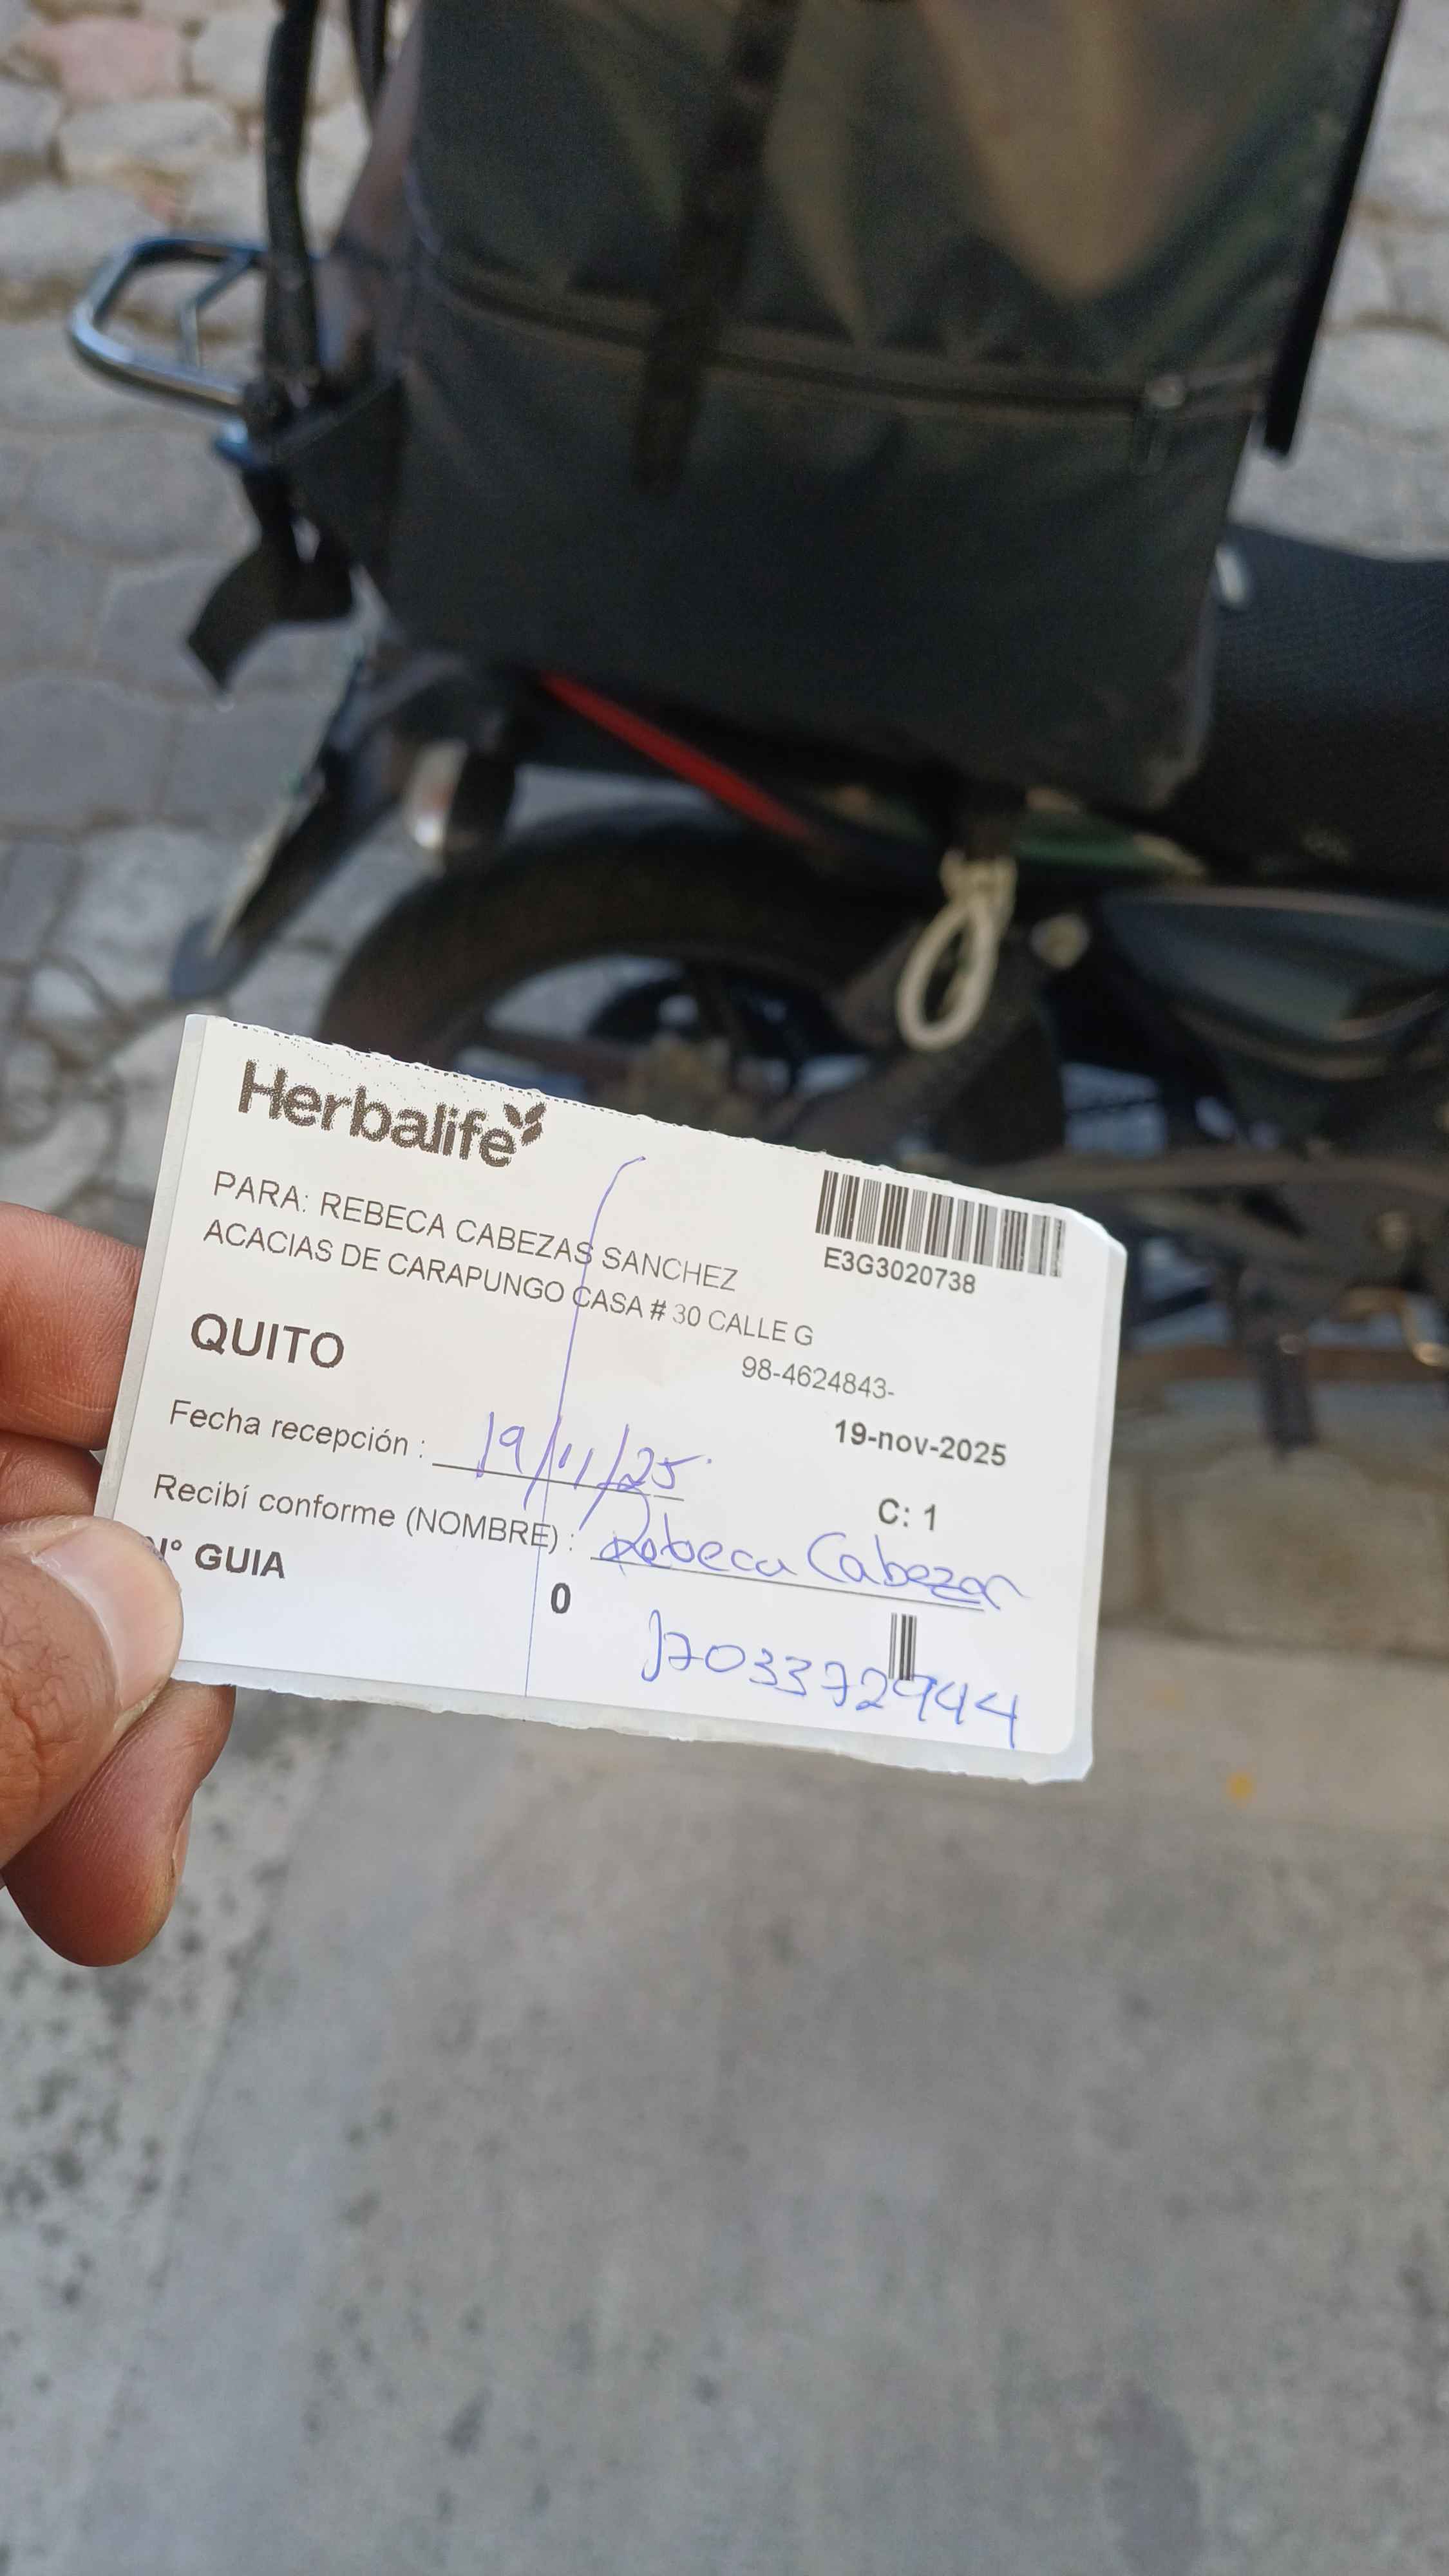 Herbalife
PARA: REBECA CABEZAS SANCHEZ
E3G3020738
ACACIAS DE CARAPUNGO CASA # 30 CALLE G
98-4624843-
QUITO
19-nov-2025
Fecha recepción : 19/11/25
C: 1
Recibí conforme (NOMBRE) : Rebeca Cabezas
N° GUIA
0
1703372944